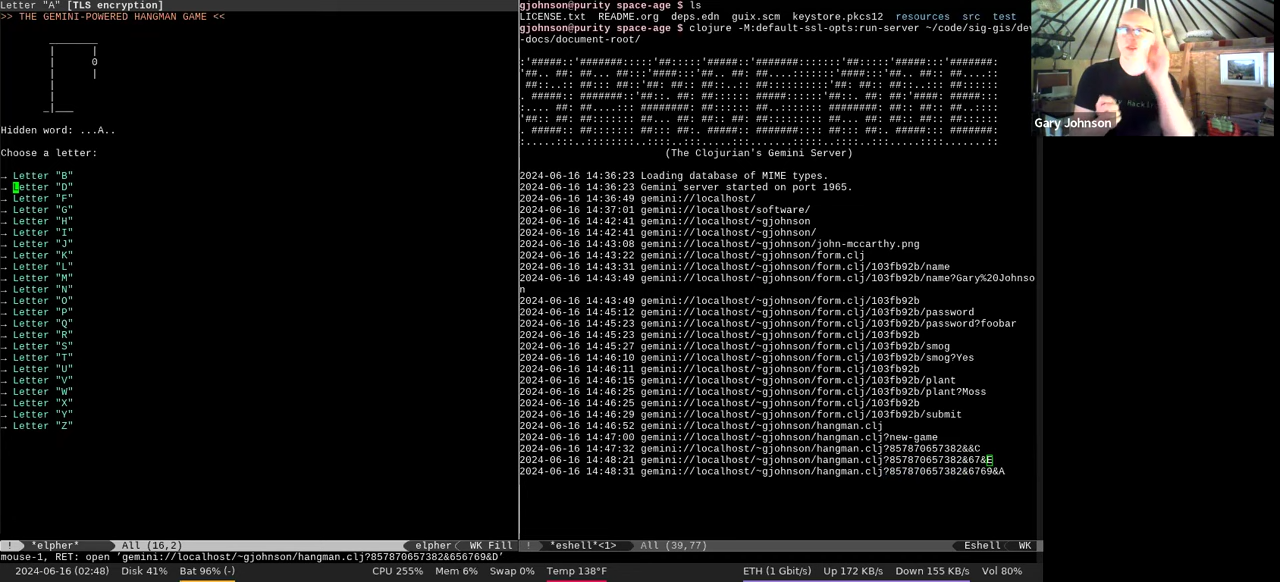 Letter "A" [TLS encryption]
>> THE GEMINI-POWERED HANGMAN GAME <<
Hidden word: ...A..
Choose a letter:
→ Letter "B"
→ Letter "D"
→ Letter "F"
→ Letter "G"
→ Letter "H"
→ Letter "I"
→ Letter "J"
→ Letter "K"
→ Letter "L"
→ Letter "M"
→ Letter "N"
→ Letter "O"
→ Letter "P"
→ Letter "Q"
→ Letter "R"
→ Letter "S"
→ Letter "T"
→ Letter "U"
→ Letter "V"
→ Letter "W"
→ Letter "X"
→ Letter "Y"
→ Letter "Z"
! *elpher* All (16,2) elpher WK Fill
gjohnson@purity space-age $ ls
LICENSE.txt README.org deps.edn guix.scm keystore.pkcs12 resources src test
gjohnson@purity space-age $ clojure -M:default-ssl-opts:run-server ~/code/sig-gis/dev
-docs/document-root/
(The Clojurian's Gemini Server)
2024-06-16 14:36:23 Loading database of MIME types.
2024-06-16 14:36:23 Gemini server started on port 1965.
2024-06-16 14:36:49 gemini://localhost/
2024-06-16 14:37:01 gemini://localhost/software/
2024-06-16 14:42:41 gemini://localhost/~gjohnson
2024-06-16 14:42:41 gemini://localhost/~gjohnson/
2024-06-16 14:43:08 gemini://localhost/~gjohnson/john-mccarthy.png
2024-06-16 14:43:22 gemini://localhost/~gjohnson/form.clj
2024-06-16 14:43:31 gemini://localhost/~gjohnson/form.clj/103fb92b/name
2024-06-16 14:43:49 gemini://localhost/~gjohnson/form.clj/103fb92b/name?Gary%20Johnso
n
2024-06-16 14:43:49 gemini://localhost/~gjohnson/form.clj/103fb92b
2024-06-16 14:45:12 gemini://localhost/~gjohnson/form.clj/103fb92b/password
2024-06-16 14:45:23 gemini://localhost/~gjohnson/form.clj/103fb92b/password?foobar
2024-06-16 14:45:23 gemini://localhost/~gjohnson/form.clj/103fb92b
2024-06-16 14:45:27 gemini://localhost/~gjohnson/form.clj/103fb92b/smog
2024-06-16 14:46:10 gemini://localhost/~gjohnson/form.clj/103fb92b/smog?Yes
2024-06-16 14:46:11 gemini://localhost/~gjohnson/form.clj/103fb92b
2024-06-16 14:46:15 gemini://localhost/~gjohnson/form.clj/103fb92b/plant
2024-06-16 14:46:25 gemini://localhost/~gjohnson/form.clj/103fb92b/plant?Moss
2024-06-16 14:46:25 gemini://localhost/~gjohnson/form.clj/103fb92b
2024-06-16 14:46:29 gemini://localhost/~gjohnson/form.clj/103fb92b/submit
2024-06-16 14:46:52 gemini://localhost/~gjohnson/hangman.clj
2024-06-16 14:47:00 gemini://localhost/~gjohnson/hangman.clj?new-game
2024-06-16 14:47:32 gemini://localhost/~gjohnson/hangman.clj?857870657382&&C
2024-06-16 14:48:21 gemini://localhost/~gjohnson/hangman.clj?857870657382&67&E
2024-06-16 14:48:31 gemini://localhost/~gjohnson/hangman.clj?857870657382&6769&A
! *eshell*<1> All (39,77) Eshell WK
Gary Johnson
mouse-1, RET: open ‘gemini://localhost/~gjohnson/hangman.clj?857870657382&656769&D’
2024-06-16 (02:48) Disk 41% Bat 96% (-) CPU 255% Mem 6% Swap 0% Temp 138°F ETH (1 Gbit/s) Up 172 KB/s Down 155 KB/s Vol 80%